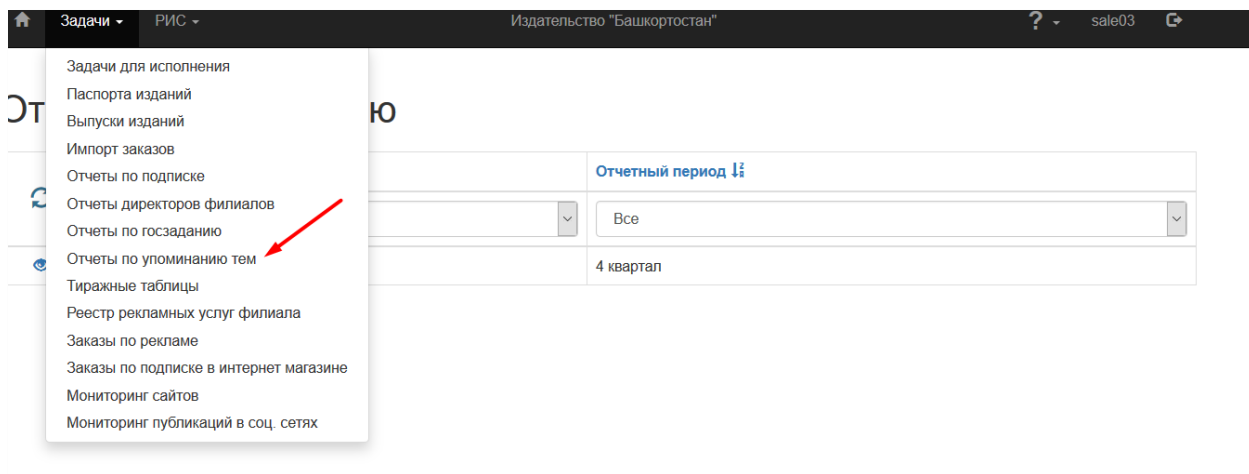 Задачи РИС Издательство "Башкортостан" ? sale03
Задачи для исполнения
Паспорта изданий
От ю
Выпуски изданий
Импорт заказов
Отчеты по подписке
Отчетный период
Отчеты директоров филиалов
Все
Отчеты по госзаданию
Отчеты по упоминанию тем
4 квартал
Тиражные таблицы
Реестр рекламных услуг филиала
Заказы по рекламе
Заказы по подписке в интернет магазине
Мониторинг сайтов
Мониторинг публикаций в соц. сетях